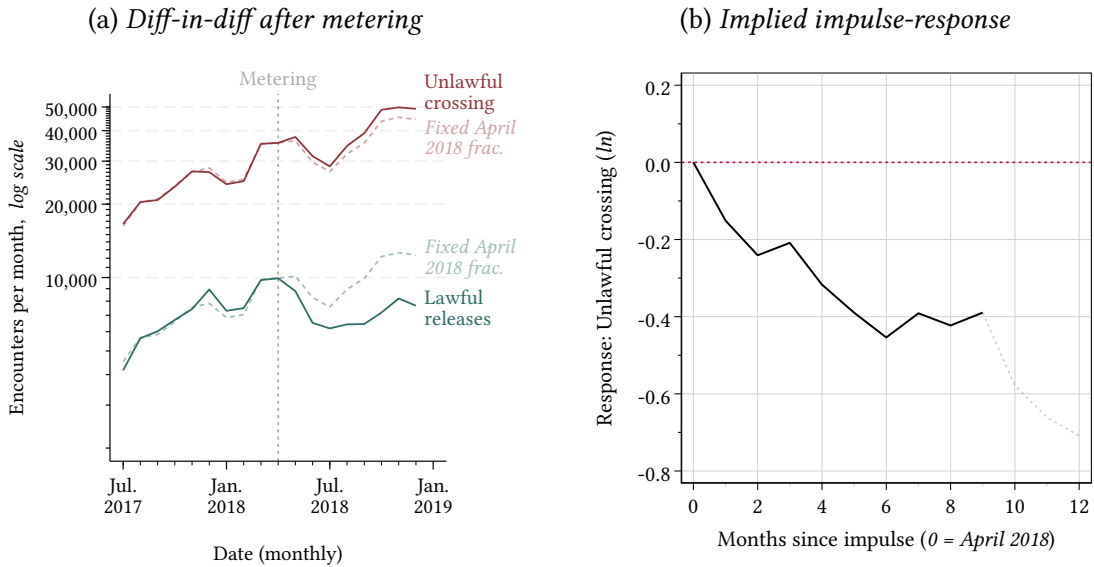 (a) Diff-in-diff after metering
Metering
Unlawful
crossing
Fixed April
2018 frac.
Fixed April
2018 frac.
Lawful
releases
50,000
40,000
30,000
20,000
10,000
Encounters per month, log scale
Jul.
2017
Jan.
2018
Jul.
2018
Jan.
2019
Date (monthly)
(b) Implied impulse-response
0.2
0.0
-0.2
-0.4
-0.6
-0.8
Response: Unlawful crossing (ln)
0 2 4 6 8 10 12
Months since impulse (0 = April 2018)